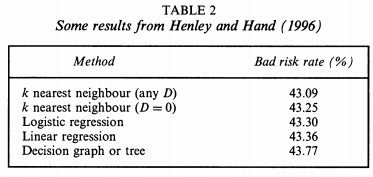 TABLE 2
Some results from Henley and Hand (1996)
Method Bad risk rate (%)
k nearest neighbour (any D) 43.09
k nearest neighbour (D = 0) 43.25
Logistic regression 43.30
Linear regression 43.36
Decision graph or tree 43.77